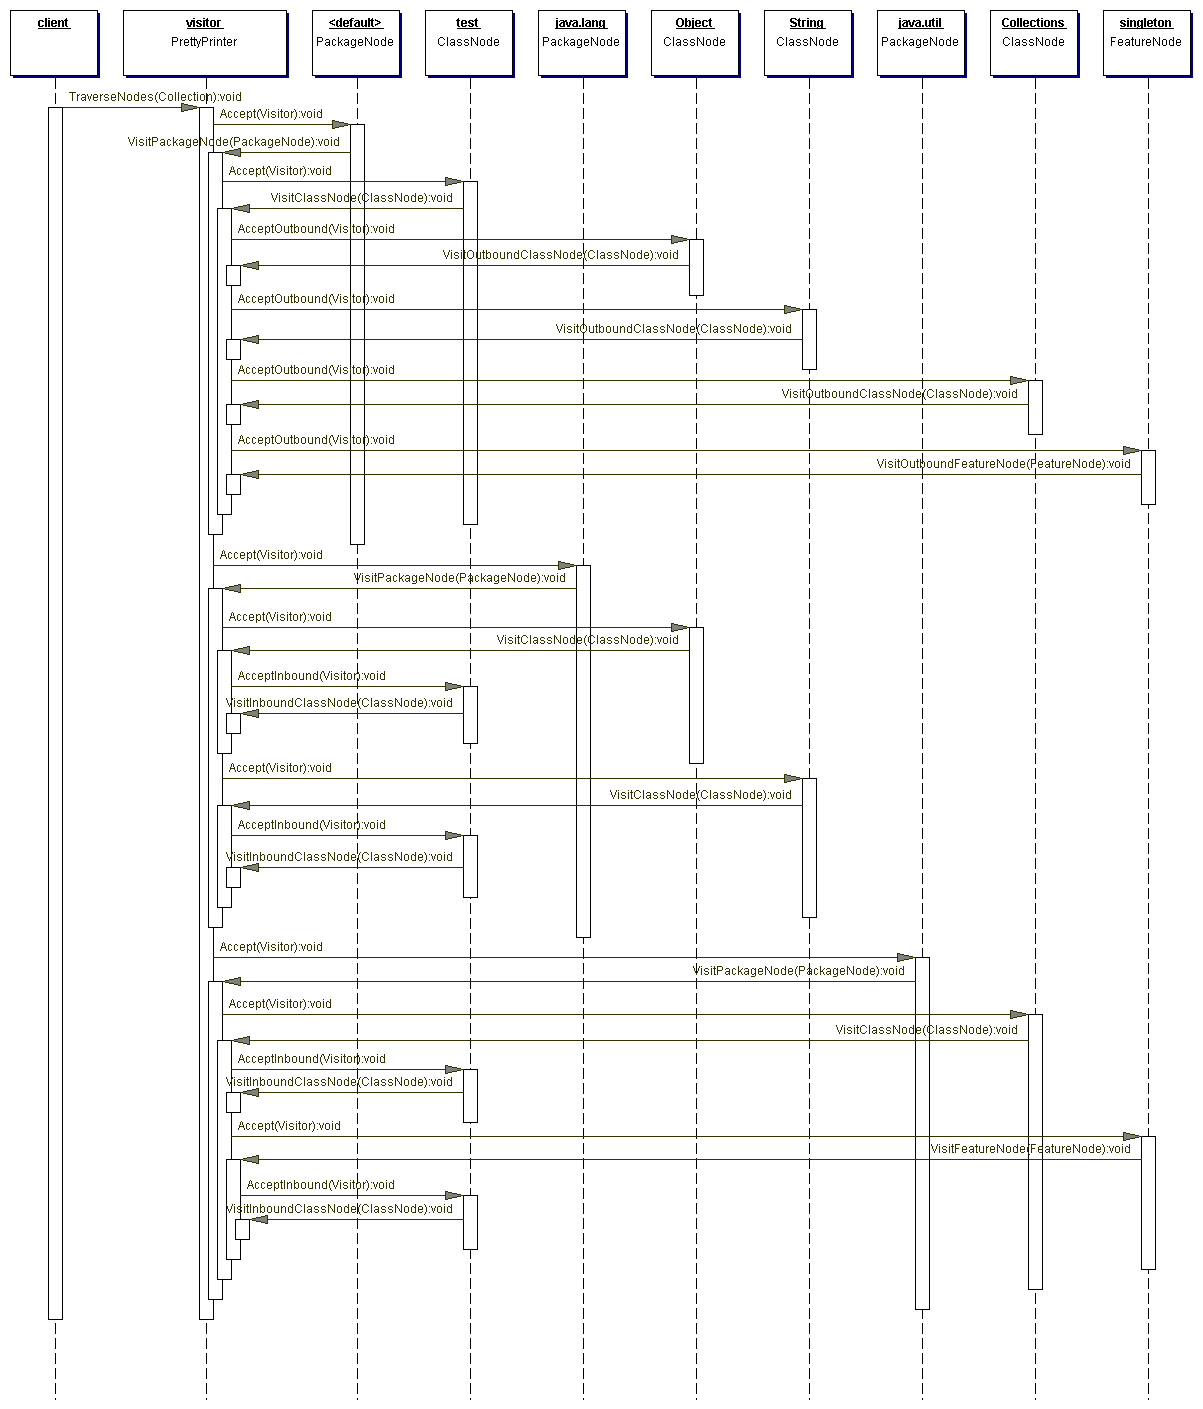 client visitor <default> test java.lang Object String java.util Collections singleton
PrettyPrinter PackageNode ClassNode PackageNode ClassNode ClassNode PackageNode ClassNode FeatureNode
TraverseNodes(Collection):void
Accept(Visitor):void
VisitPackageNode(PackageNode):void
Accept(Visitor):void
VisitClassNode(ClassNode):void
AcceptOutbound(Visitor):void
VisitOutboundClassNode(ClassNode):void
AcceptOutbound(Visitor):void
VisitOutboundClassNode(ClassNode):void
AcceptOutbound(Visitor):void
VisitOutboundClassNode(ClassNode):void
AcceptOutbound(Visitor):void
VisitOutboundFeatureNode(FeatureNode):void
Accept(Visitor):void
VisitPackageNode(PackageNode):void
Accept(Visitor):void
VisitClassNode(ClassNode):void
AcceptInbound(Visitor):void
VisitInboundClassNode(ClassNode):void
Accept(Visitor):void
VisitClassNode(ClassNode):void
AcceptInbound(Visitor):void
VisitInboundClassNode(ClassNode):void
Accept(Visitor):void
VisitPackageNode(PackageNode):void
Accept(Visitor):void
VisitClassNode(ClassNode):void
AcceptInbound(Visitor):void
VisitInboundClassNode(ClassNode):void
Accept(Visitor):void
VisitFeatureNode(FeatureNode):void
AcceptInbound(Visitor):void
VisitInboundClassNode(ClassNode):void